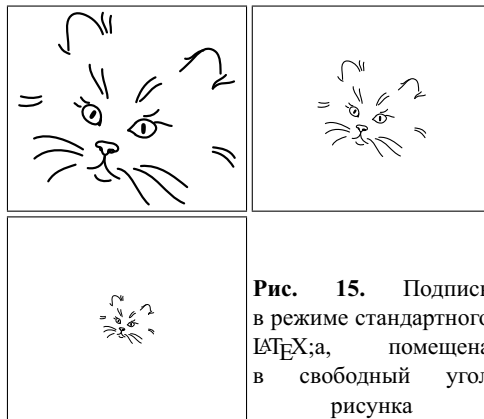 Рис. 15. Подпись
в режиме стандартного
LATEX;а, помещена
в свободный угол
рисунка